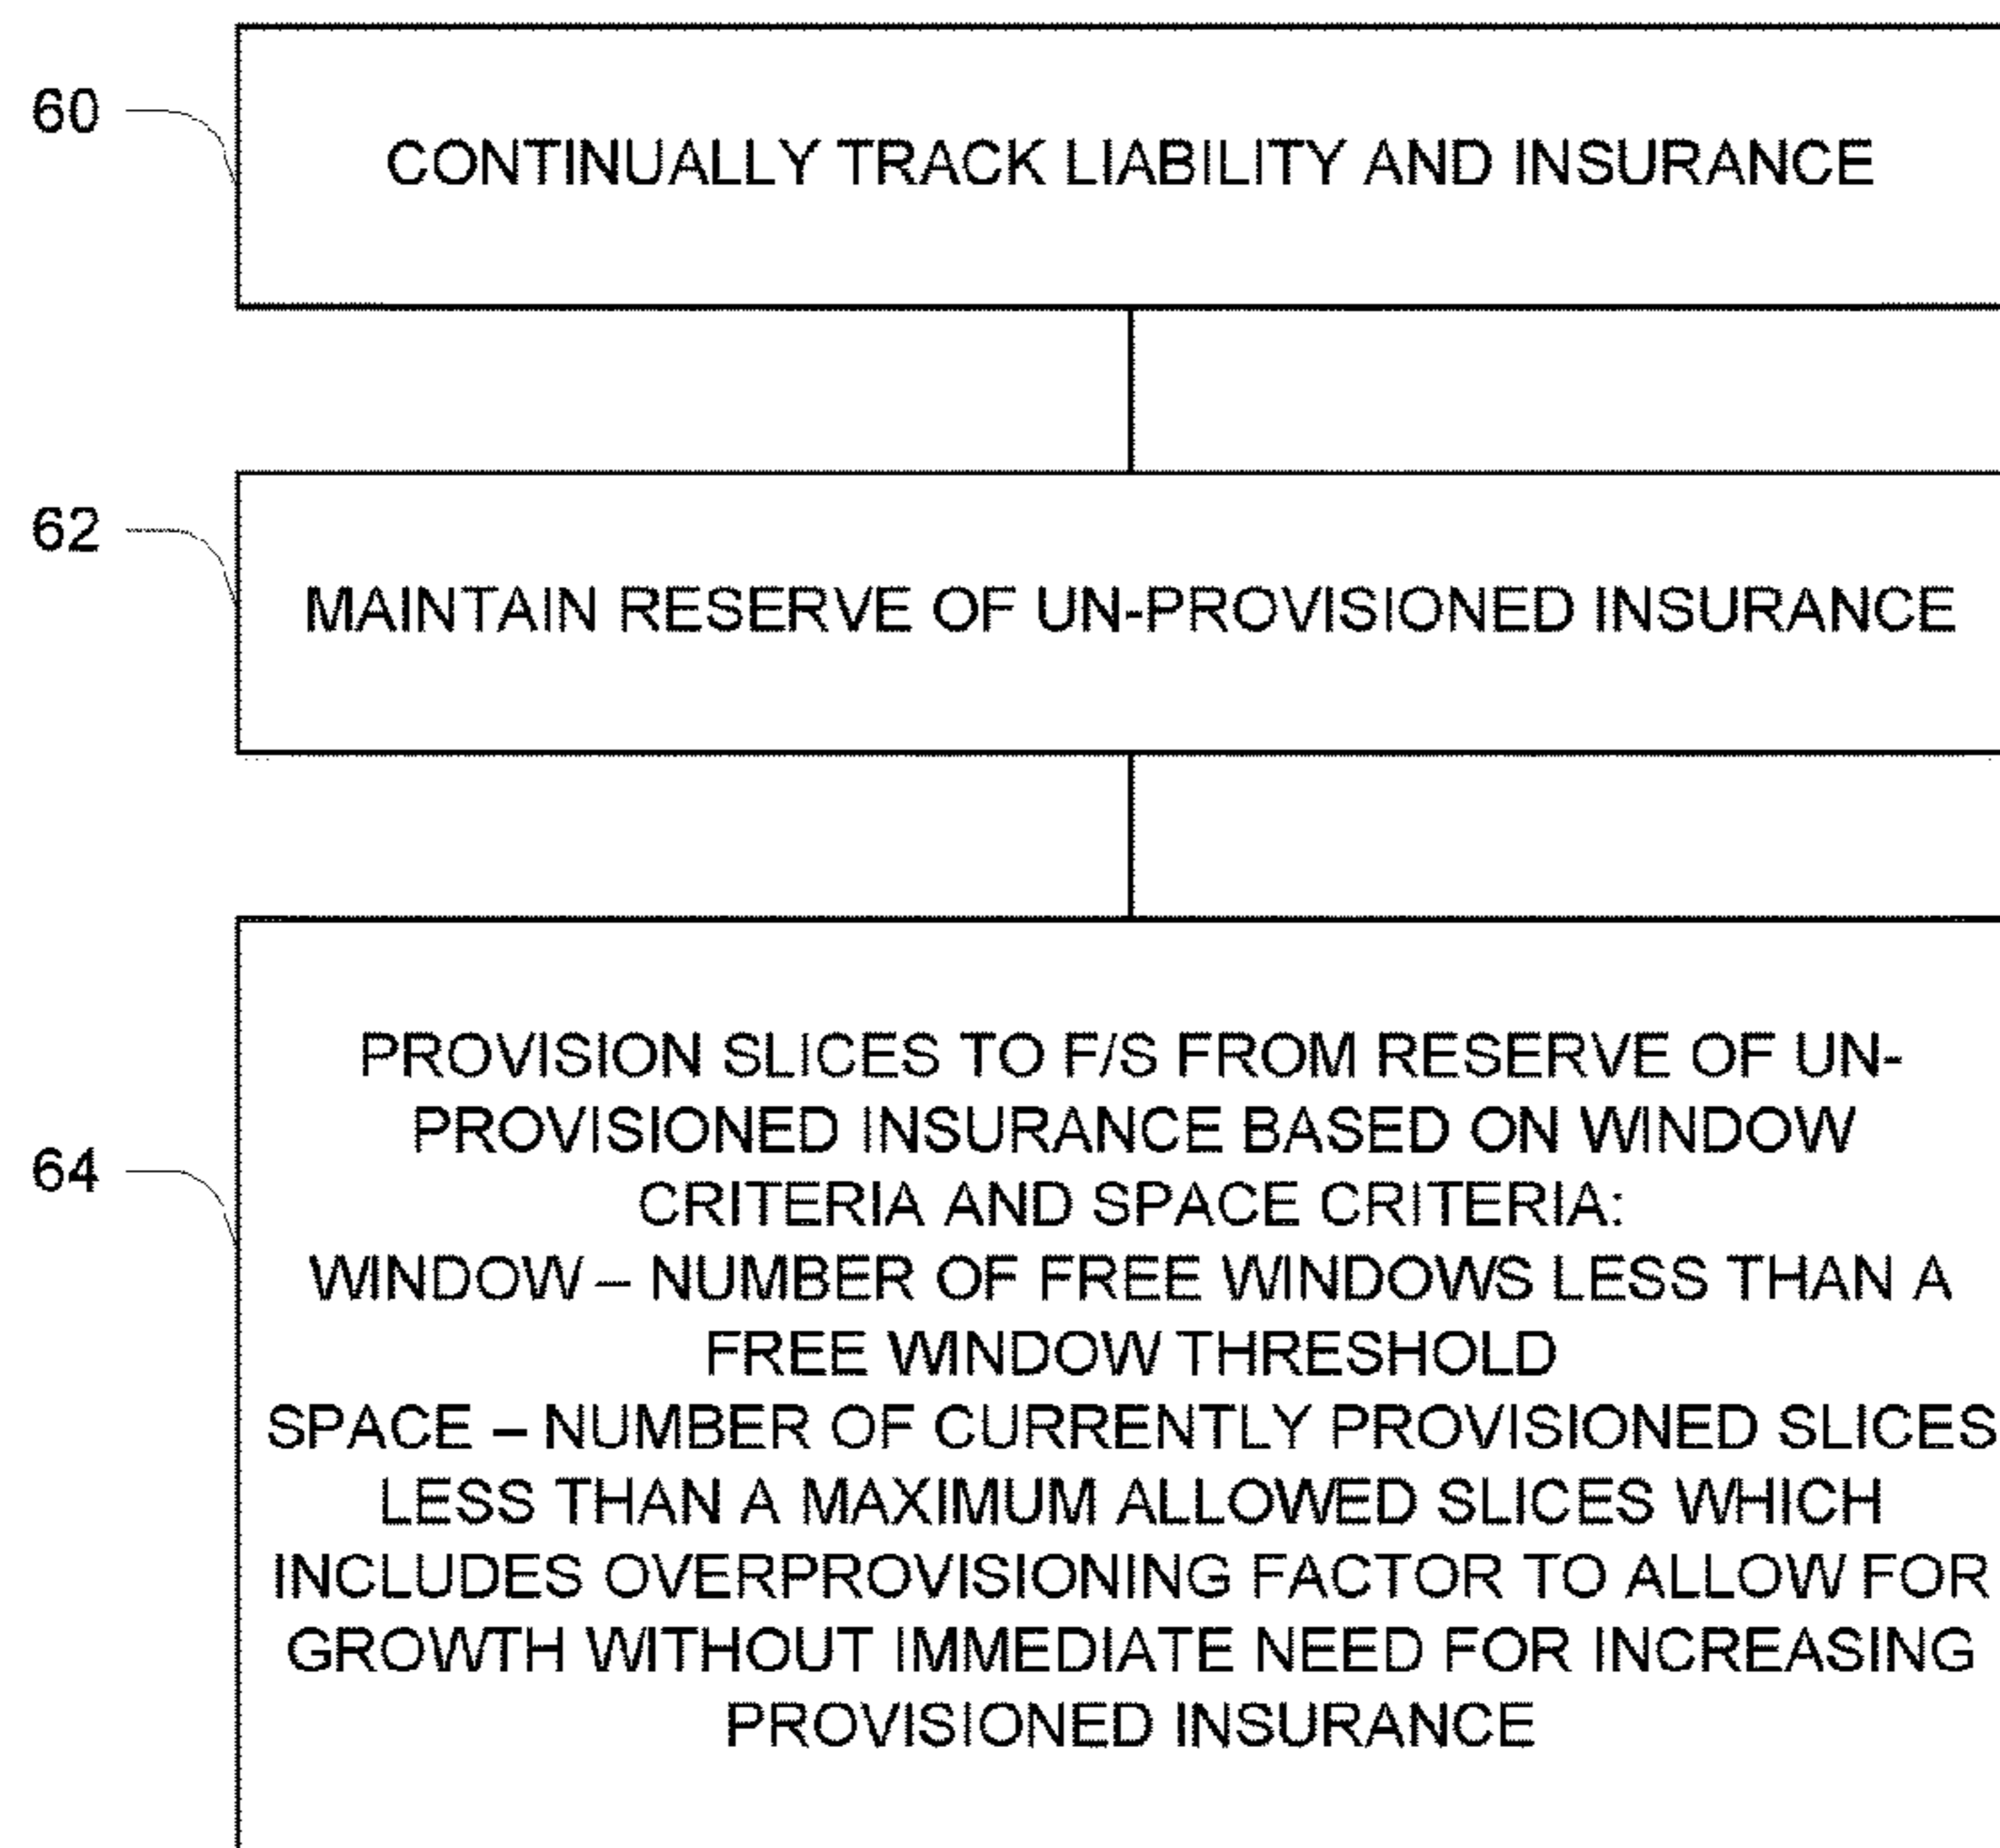 60
CONTINUALLY TRACK LIABILITY AND INSURANCE
62
MAINTAIN RESERVE OF UN-PROVISIONED INSURANCE
64
PROVISION SLICES TO F/S FROM RESERVE OF UN-
PROVISIONED INSURANCE BASED ON WINDOW
CRITERIA AND SPACE CRITERIA:
WINDOW – NUMBER OF FREE WINDOWS LESS THAN A
FREE WINDOW THRESHOLD
SPACE – NUMBER OF CURRENTLY PROVISIONED SLICES
LESS THAN A MAXIMUM ALLOWED SLICES WHICH
INCLUDES OVERPROVISIONING FACTOR TO ALLOW FOR
GROWTH WITHOUT IMMEDIATE NEED FOR INCREASING
PROVISIONED INSURANCE